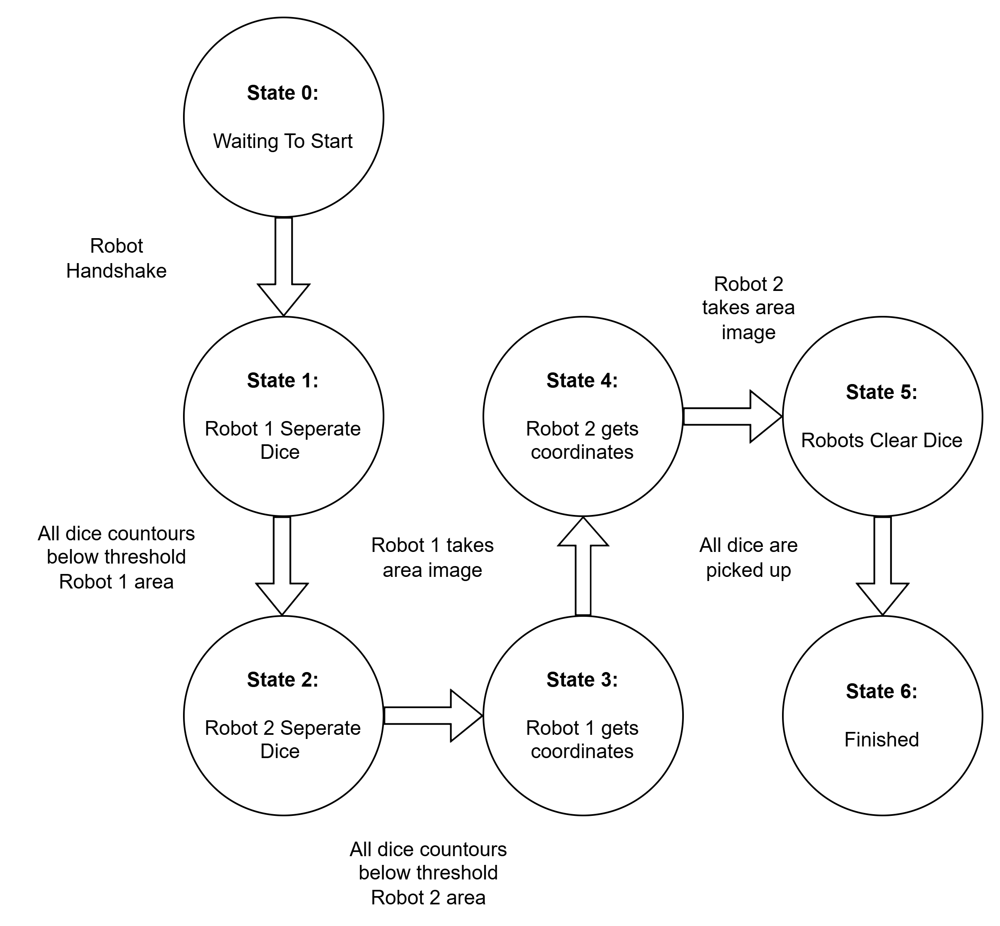 State 0:
Waiting To Start
Robot
Handshake
State 1:
Robot 1 Seperate
Dice
All dice countours
below threshold
Robot 1 area
State 2:
Robot 2 Seperate
Dice
All dice countours
below threshold
Robot 2 area
State 3:
Robot 1 gets
coordinates
Robot 1 takes
area image
State 4:
Robot 2 gets
coordinates
Robot 2
takes area
image
State 5:
Robots Clear Dice
All dice are
picked up
State 6:
Finished